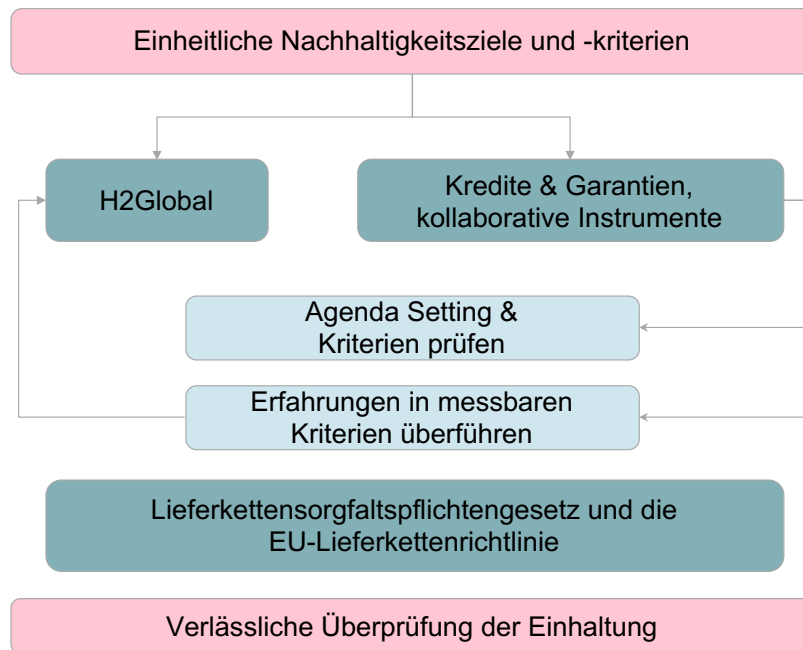 Einheitliche Nachhaltigkeitsziele und -kriterien
H2Global
Kredite & Garantien,
kollaborative Instrumente
Agenda Setting &
Kriterien prüfen
Erfahrungen in messbaren
Kriterien überführen
Lieferkettensorgfaltspflichtengesetz und die
EU-Lieferkettenrichtlinie
Verlässliche Überprüfung der Einhaltung